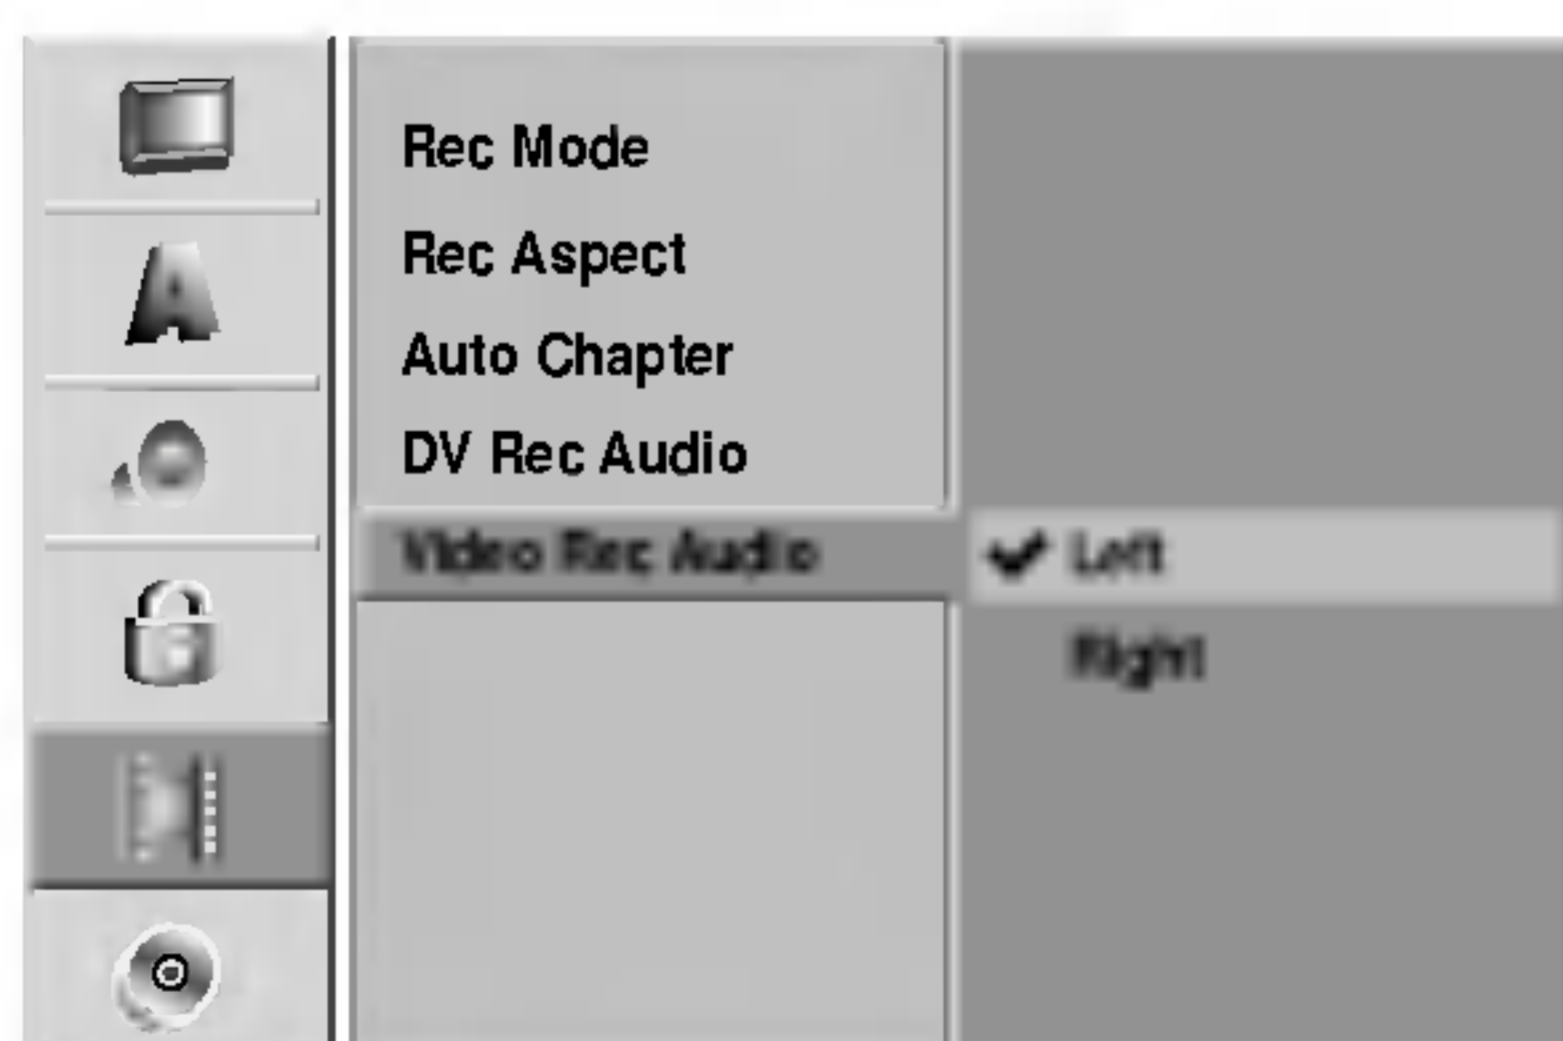 Rec Mode
Rec Aspect
Auto Chapter
DV Rec Audio
Video Rec Audio
✔ Left
Right